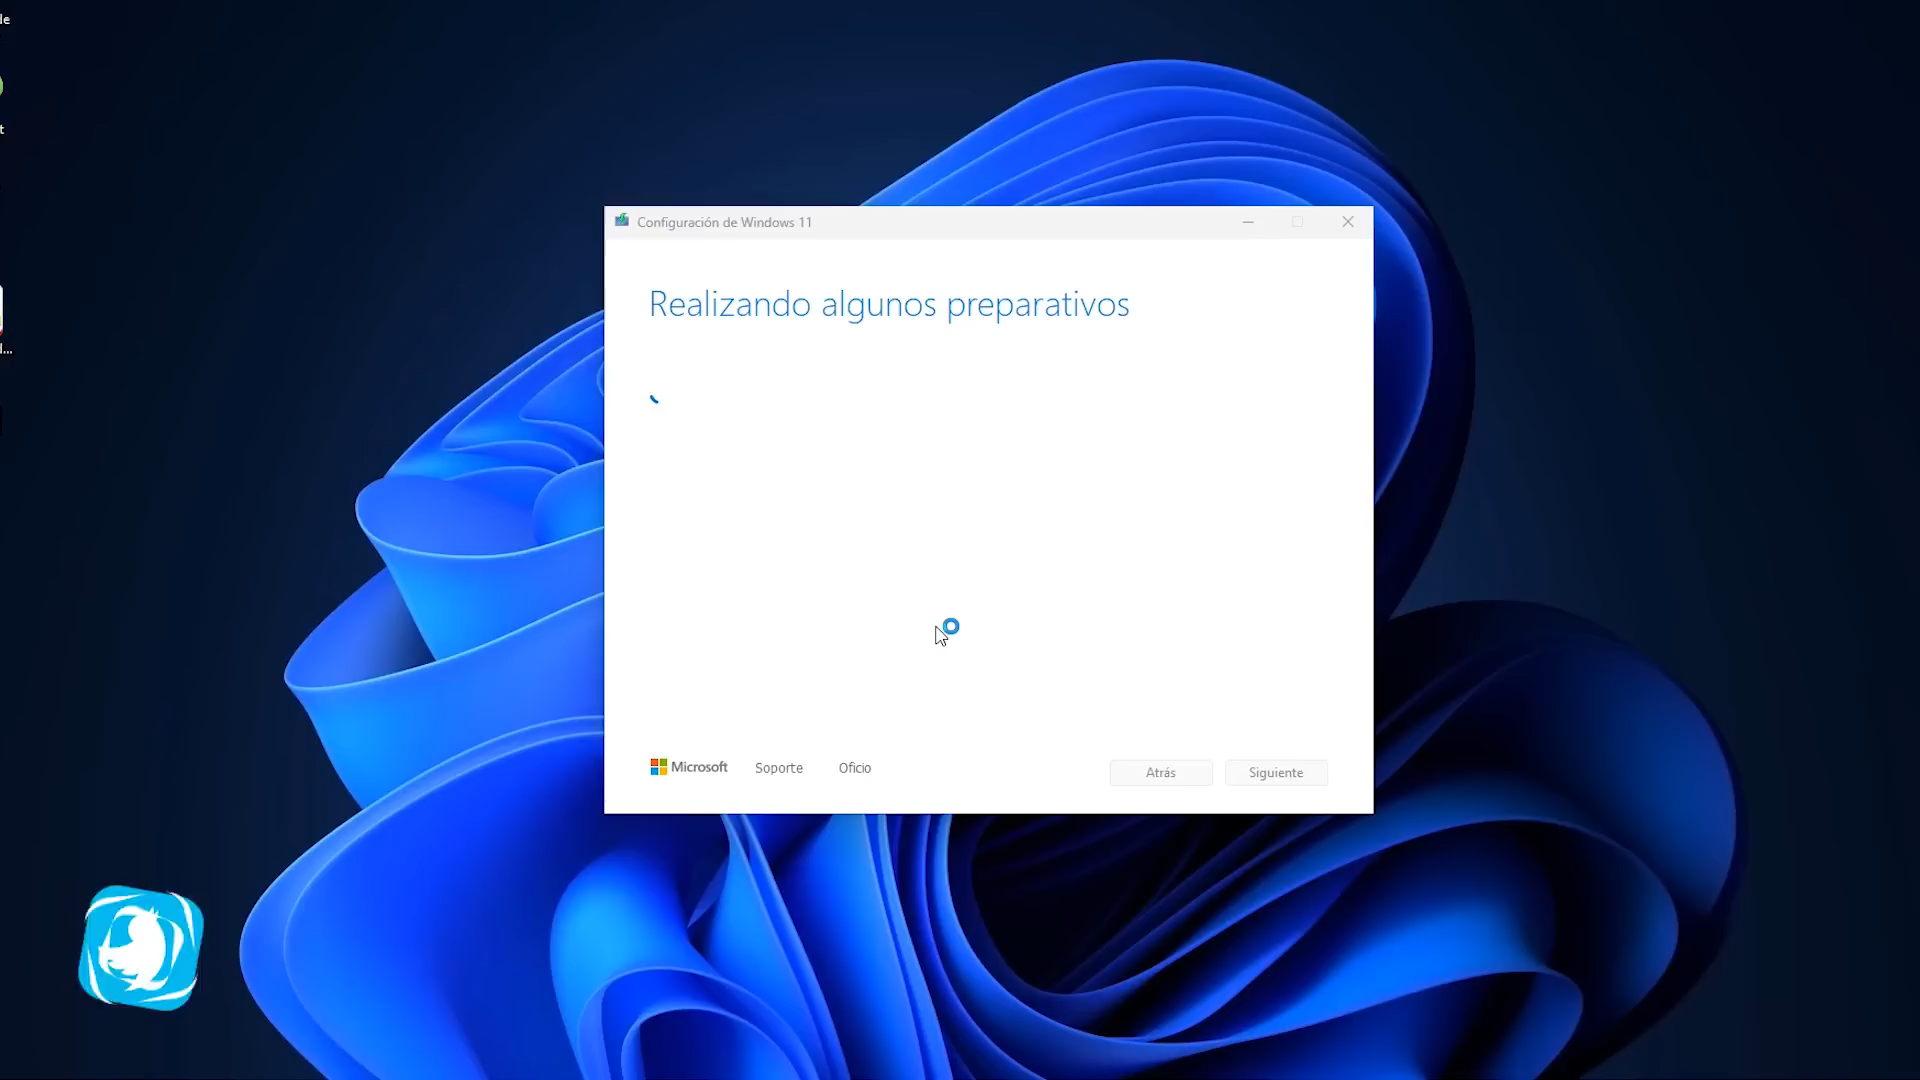 Configuración de Windows 11
Realizando algunos preparativos
Microsoft
Soporte
Oficio
Atrás
Siguiente